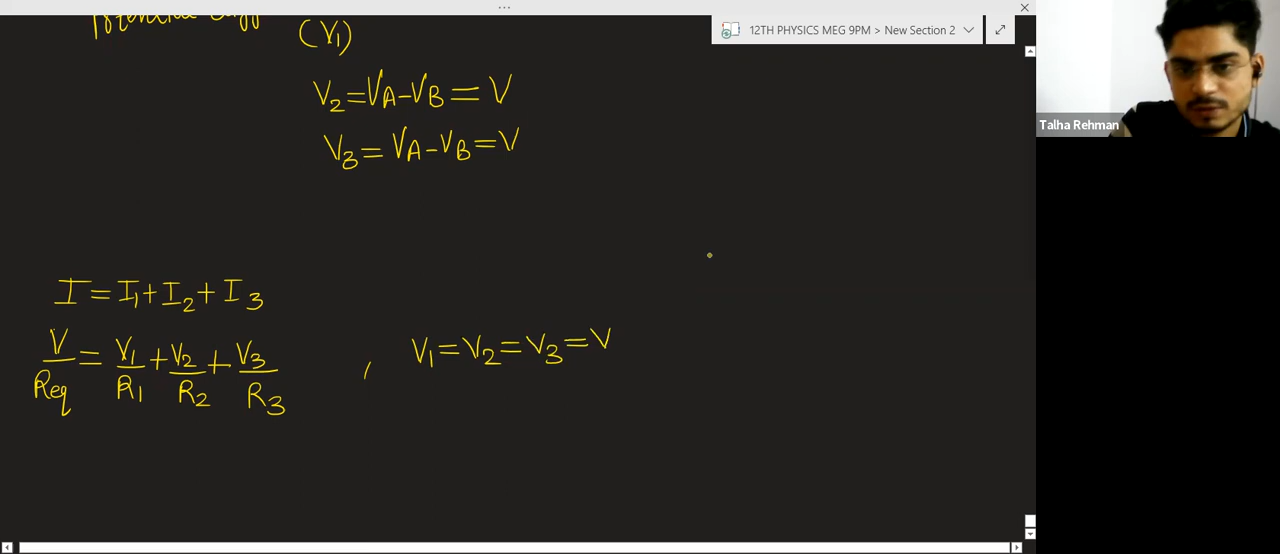 12TH PHYSICS MEG 9PM > New Section 2
(V₁)
V₂=VA-VB=V
V₃=VA-VB=V
Talha Rehman
I=I₁+I₂+I₃
V/Req=V₁/R₁+V₂/R₂+V₃/R₃ , V₁=V₂=V₃=V